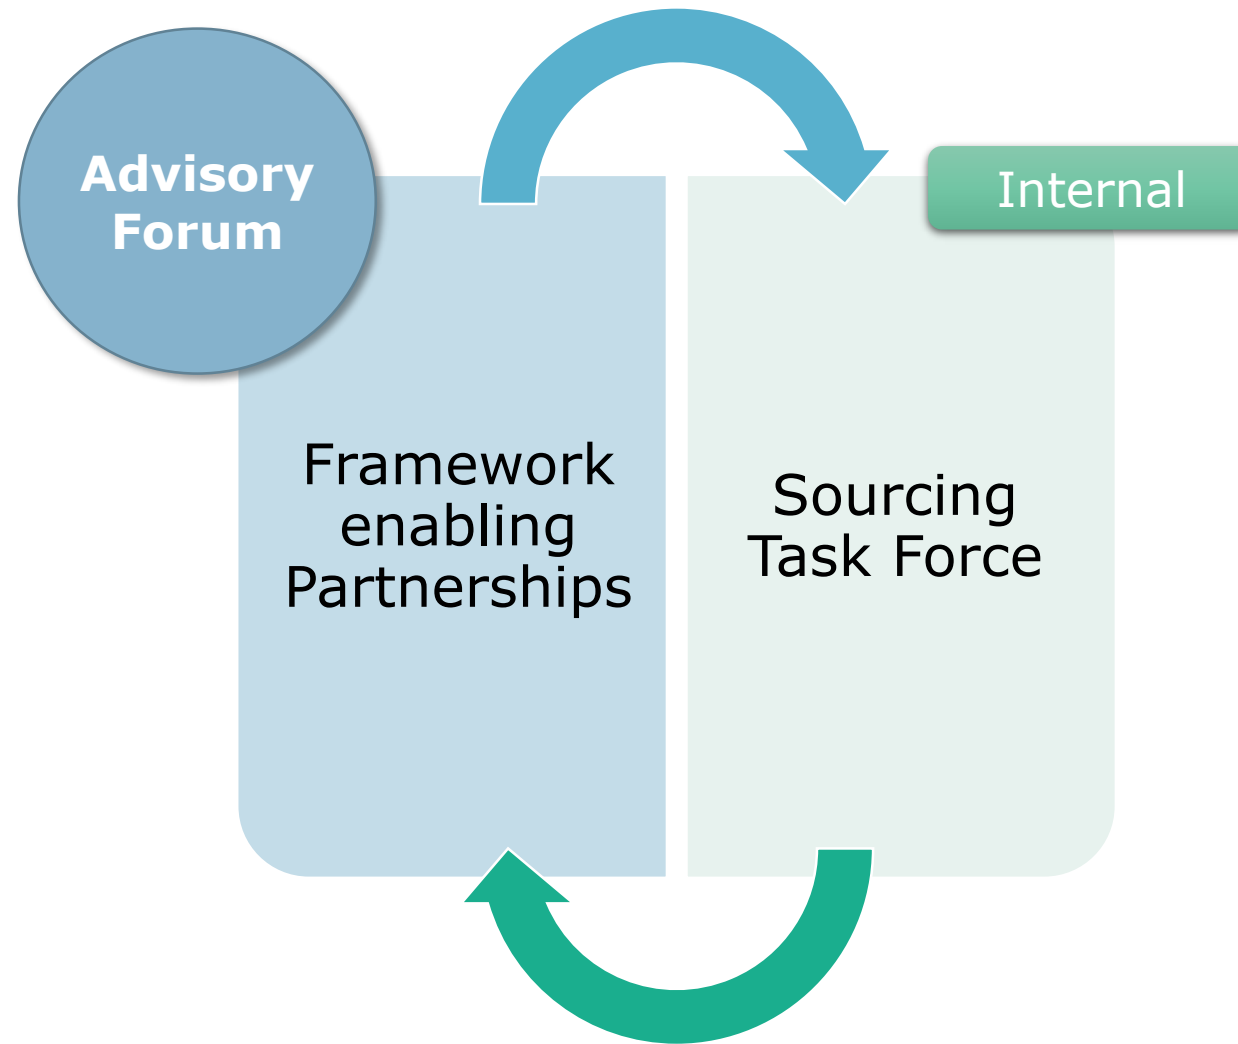 Advisory
Forum
Internal
Framework
enabling
Partnerships
Sourcing
Task Force